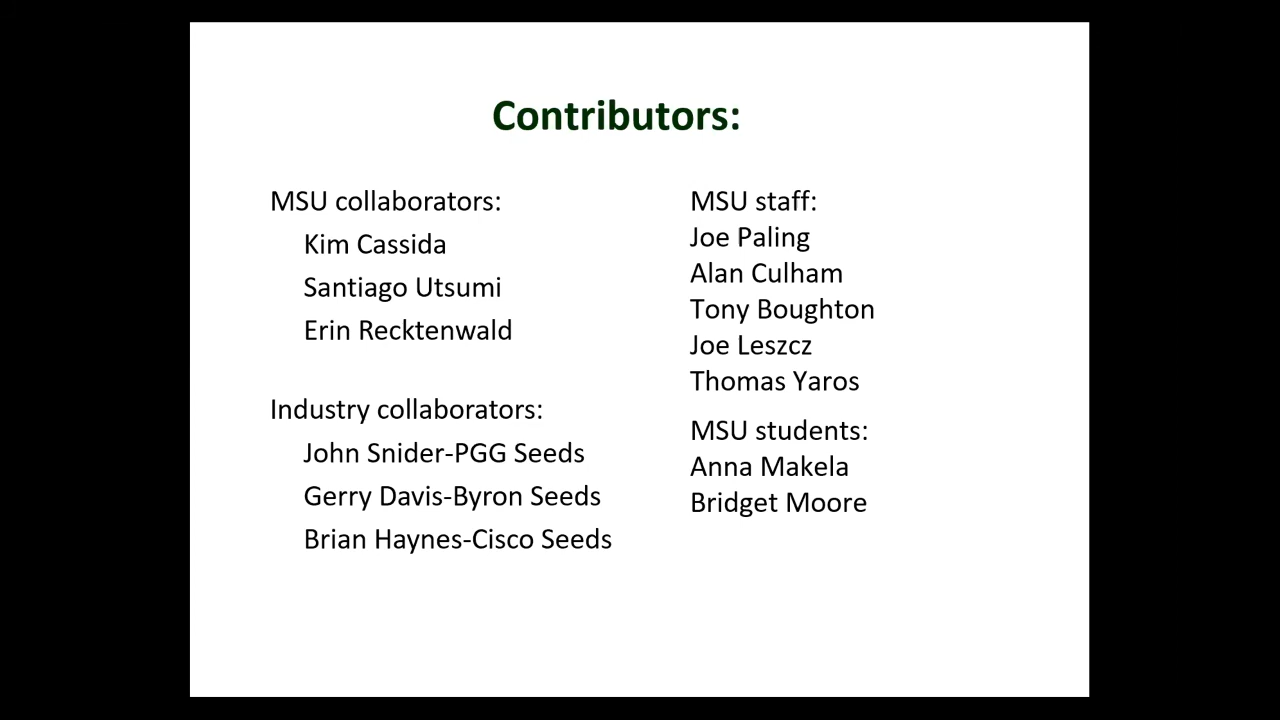 Contributors:
MSU collaborators:
Kim Cassida
Santiago Utsumi
Erin Recktenwald
Industry collaborators:
John Snider-PGG Seeds
Gerry Davis-Byron Seeds
Brian Haynes-Cisco Seeds
MSU staff:
Joe Paling
Alan Culham
Tony Boughton
Joe Leszcz
Thomas Yaros
MSU students:
Anna Makela
Bridget Moore